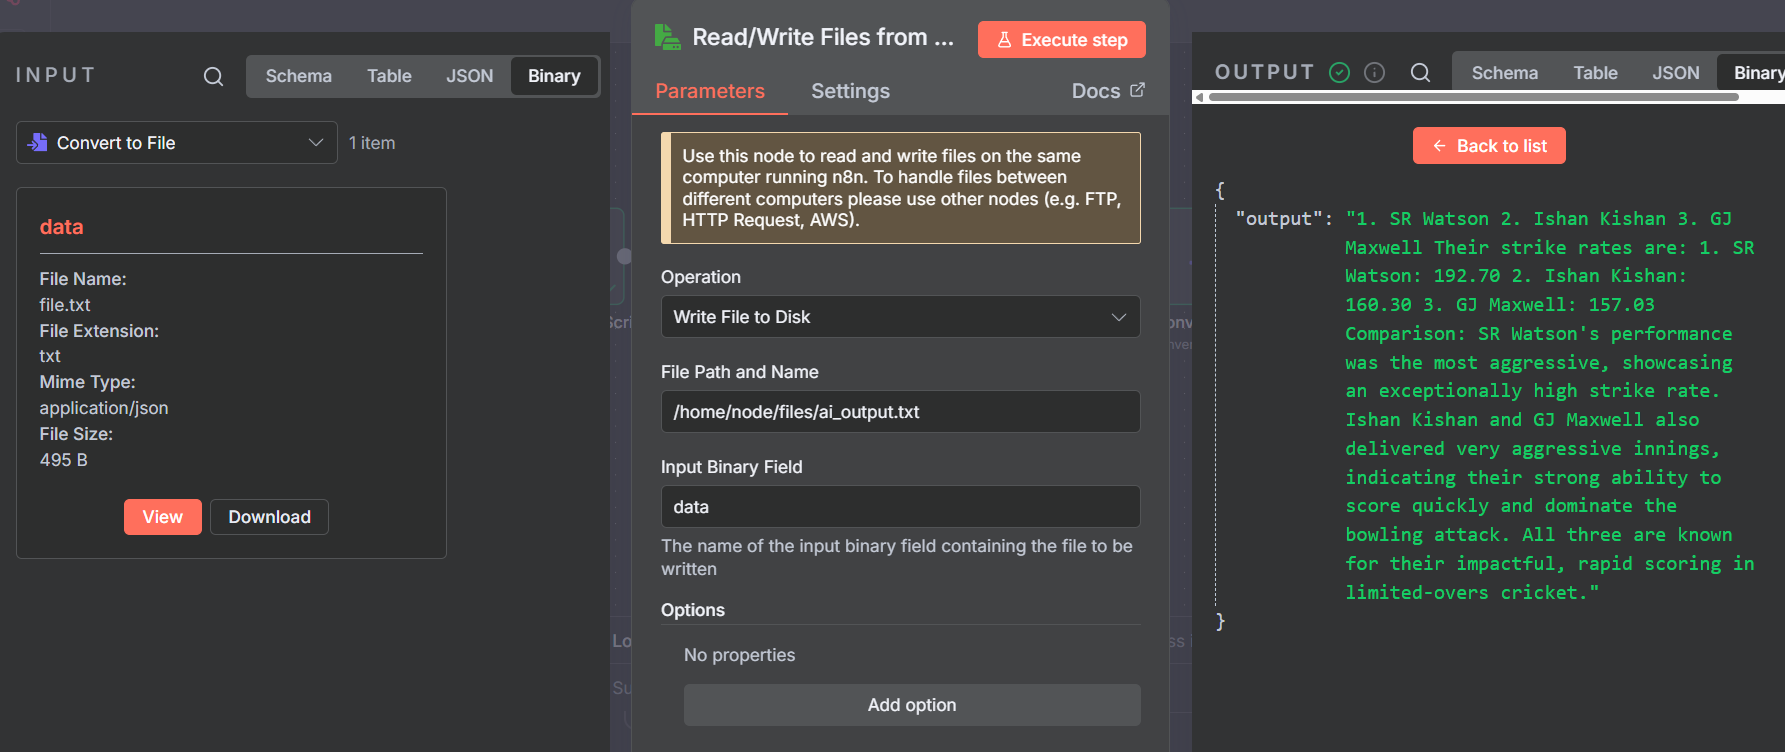 INPUT
Schema
Table
JSON
Binary
Convert to File
1 item
data
File Name:
file.txt
File Extension:
txt
Mime Type:
application/json
File Size:
495 B
View
Download
Read/Write Files from ...
Execute step
Parameters
Settings
Docs
Use this node to read and write files on the same
computer running n8n. To handle files between
different computers please use other nodes (e.g. FTP,
HTTP Request, AWS).
Operation
Write File to Disk
File Path and Name
/home/node/files/ai_output.txt
Input Binary Field
data
The name of the input binary field containing the file to be
written
Options
No properties
Add option
OUTPUT
Schema
Table
JSON
Binary
Back to list
{
"output": "1. SR Watson 2. Ishan Kishan 3. GJ
Maxwell Their strike rates are: 1. SR
Watson: 192.70 2. Ishan Kishan:
160.30 3. GJ Maxwell: 157.03
Comparison: SR Watson's performance
was the most aggressive, showcasing
an exceptionally high strike rate.
Ishan Kishan and GJ Maxwell also
delivered very aggressive innings,
indicating their strong ability to
score quickly and dominate the
bowling attack. All three are known
for their impactful, rapid scoring in
limited-overs cricket."
}